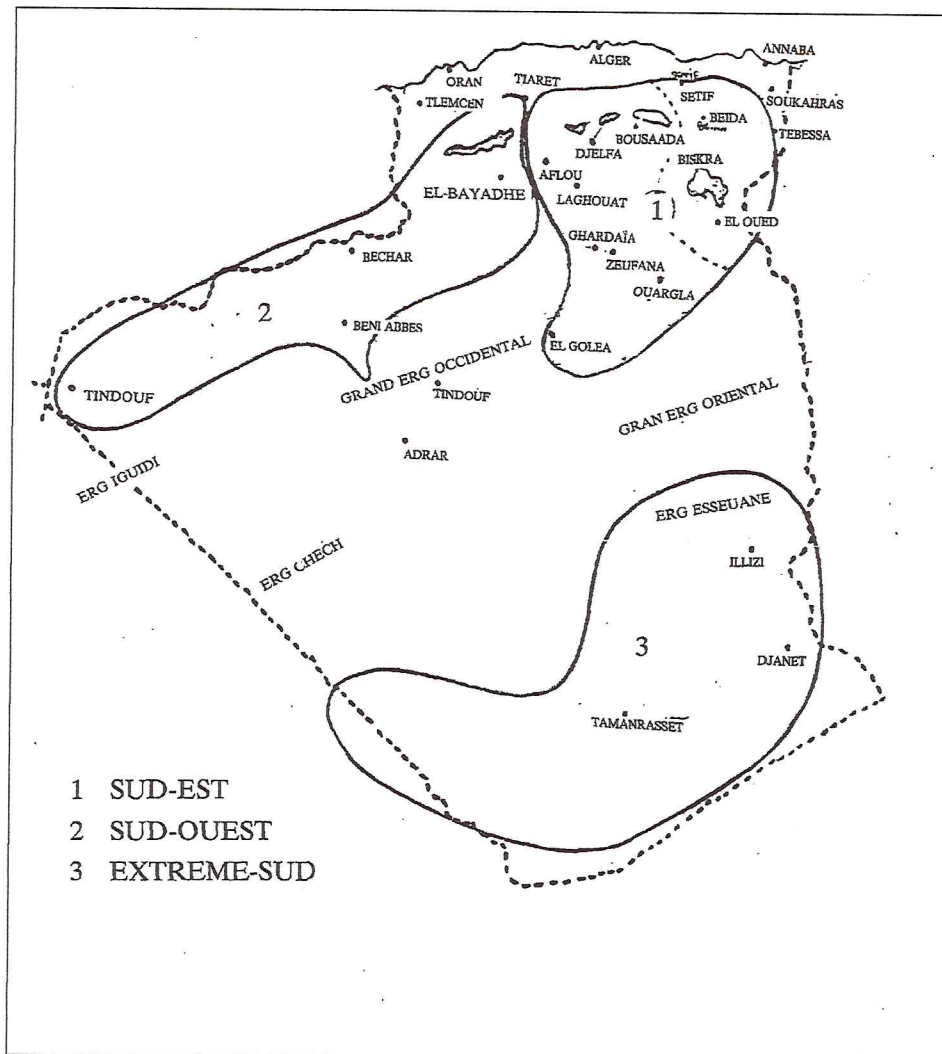 ANNABA
ALGER
ORAN
TIARET
SETIF
SETIF
SOUKAHRAS
TLEMCEN
BEIDA
TEBESSA
BOUSAADA
DJELFA
BISKRA
AFLOU
EL-BAYADHE
LAGHOUAT
1
EL OUED
GHARDAÏA
BECHAR
ZEUFANA
OUARGLA
2
BENI ABBES
EL GOLEA
GRAND ERG OCCIDENTAL
TINDOUF
TINDOUF
GRAN ERG ORIENTAL
ADRAR
ERG IGUIDI
ERG ESSEUANE
ILLIZI
ERG CHECH
3
DJANET
TAMANRASSET
1 SUD-EST
2 SUD-OUEST
3 EXTREME-SUD